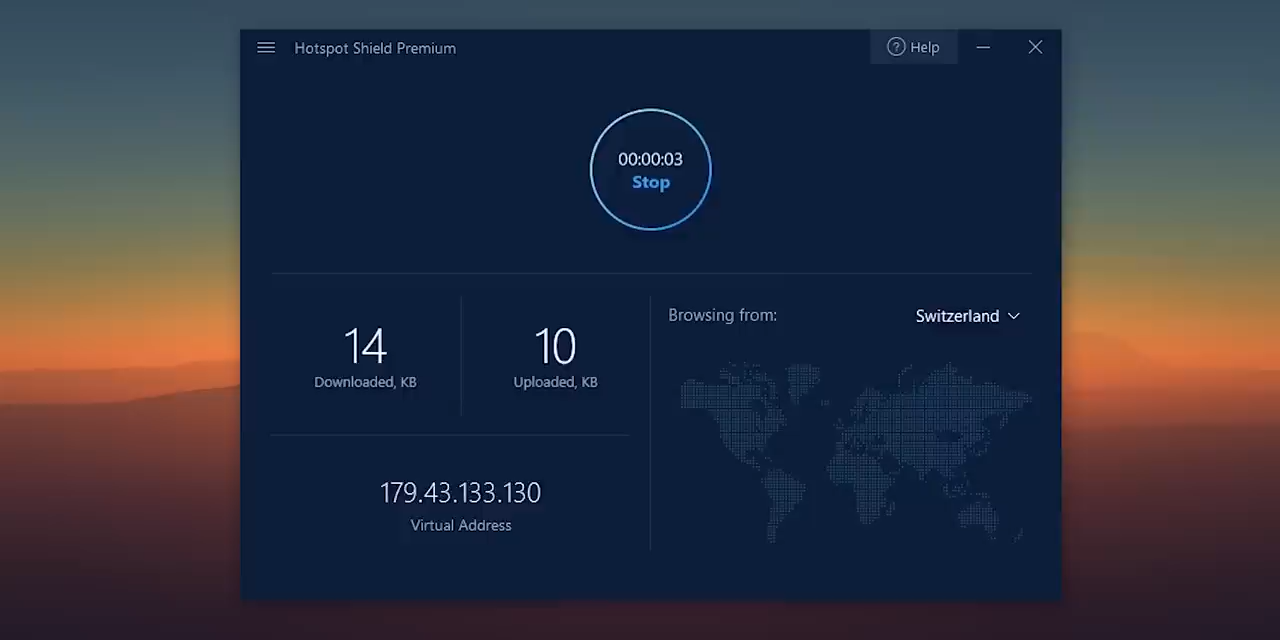 Hotspot Shield Premium
? Help
00:00:03
Stop
14
Downloaded, KB
10
Uploaded, KB
Browsing from:
Switzerland
179.43.133.130
Virtual Address